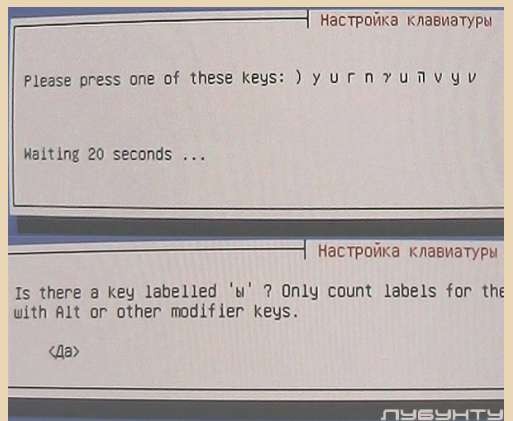 Настройка клавиатуры
Please press one of these keys: ) y u r n γ u п v y ν
Waiting 20 seconds ...
Настройка клавиатуры
Is there a key labelled 'ы' ? Only count labels for the
with Alt or other modifier keys.
<Да>
ЛУБУНТУ